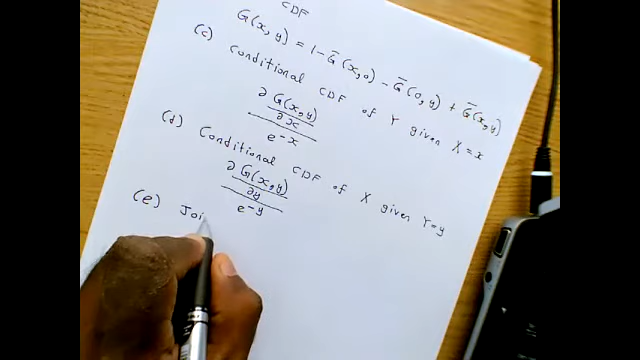 CDF
G(x,y) = 1 - Ḡ(x,0) - Ḡ(0,y) + Ḡ(x,y)
(c) Conditional CDF of Y given X=x
∂G(x,y)
∂x
e^-x
(d) Conditional CDF of X given Y=y
∂G(x,y)
∂y
e^-y
(e) Joi